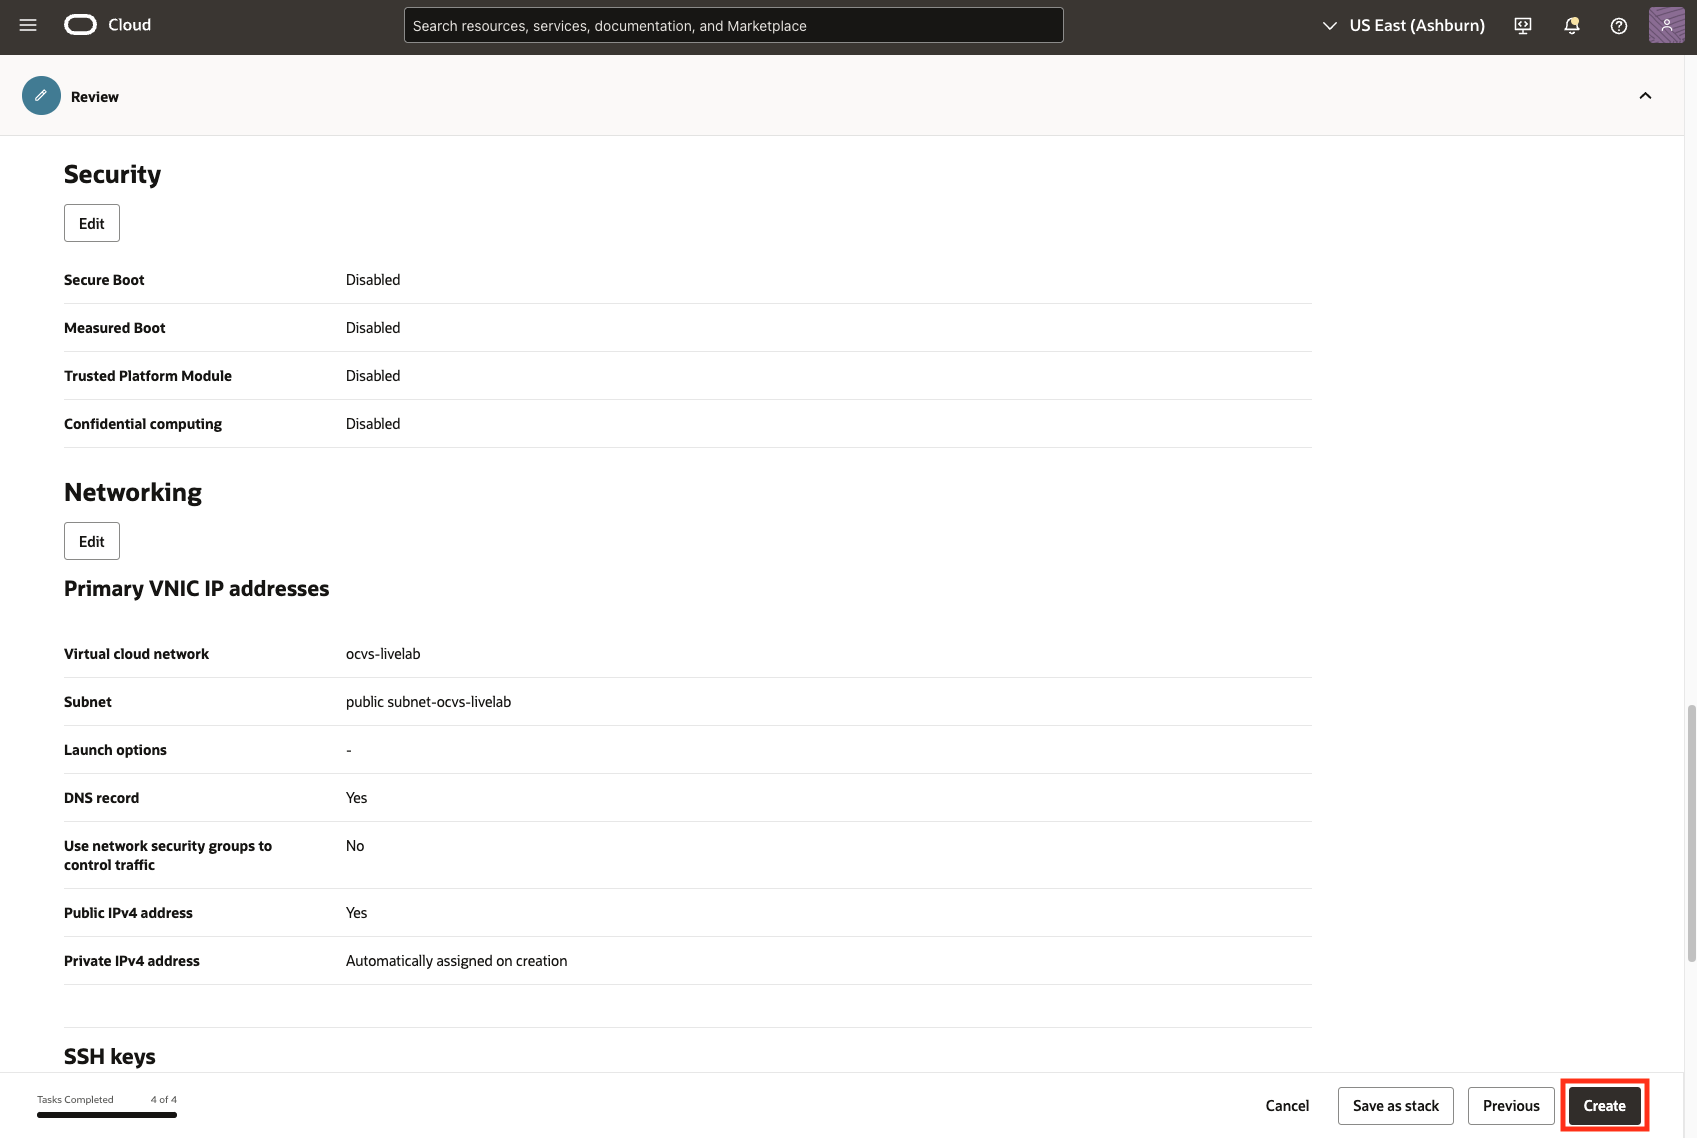 Cloud
Search resources, services, documentation, and Marketplace
US East (Ashburn)
Review
Security
Edit
Secure Boot Disabled
Measured Boot Disabled
Trusted Platform Module Disabled
Confidential computing Disabled
Networking
Edit
Primary VNIC IP addresses
Virtual cloud network ocvs-livelab
Subnet public subnet-ocvs-livelab
Launch options -
DNS record Yes
Use network security groups to No
control traffic
Public IPv4 address Yes
Private IPv4 address Automatically assigned on creation
SSH keys
Tasks Completed 4 of 4
Cancel Save as stack Previous Create